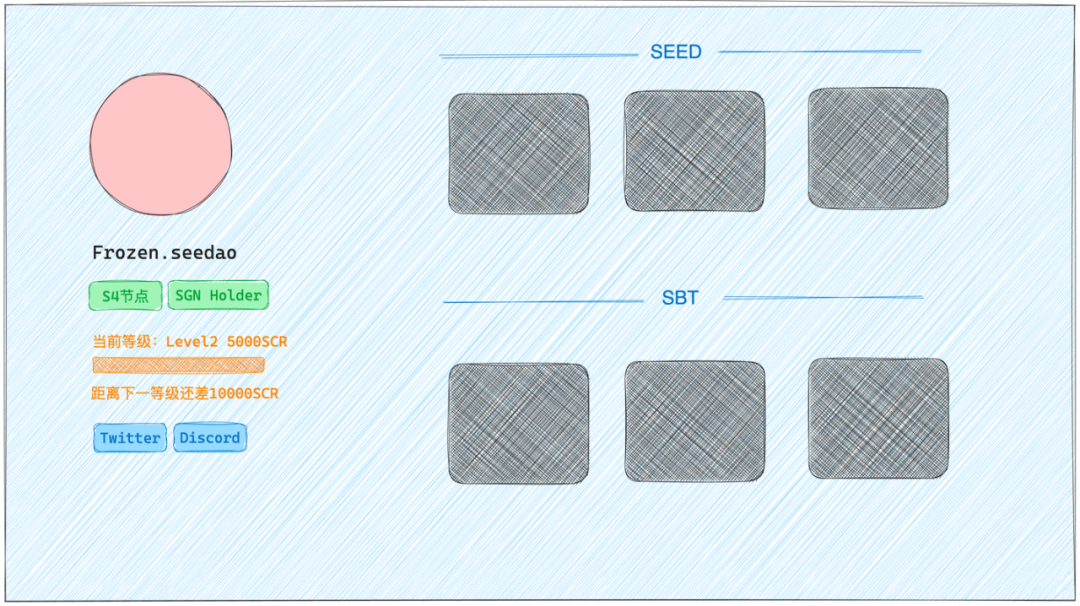 SEED
Frozen.seedao
S4节点 SGN Holder
当前等级：Level2 5000SCR
距离下一等级还差10000SCR
Twitter Discord
SBT